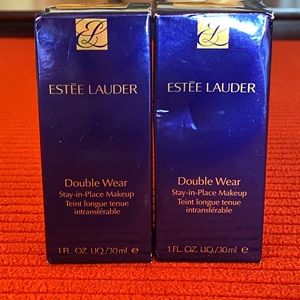 ESTĒE LAUDER
Double Wear
Stay-in-Place Makeup
Teint longue tenue
intransférable
1 FL. OZ. LIQ./30 ml e
ESTĒE LAUDER
Double Wear
Stay-in-Place Makeup
Teint longue tenue
intransférable
1 FL. OZ. LIQ./30 ml e